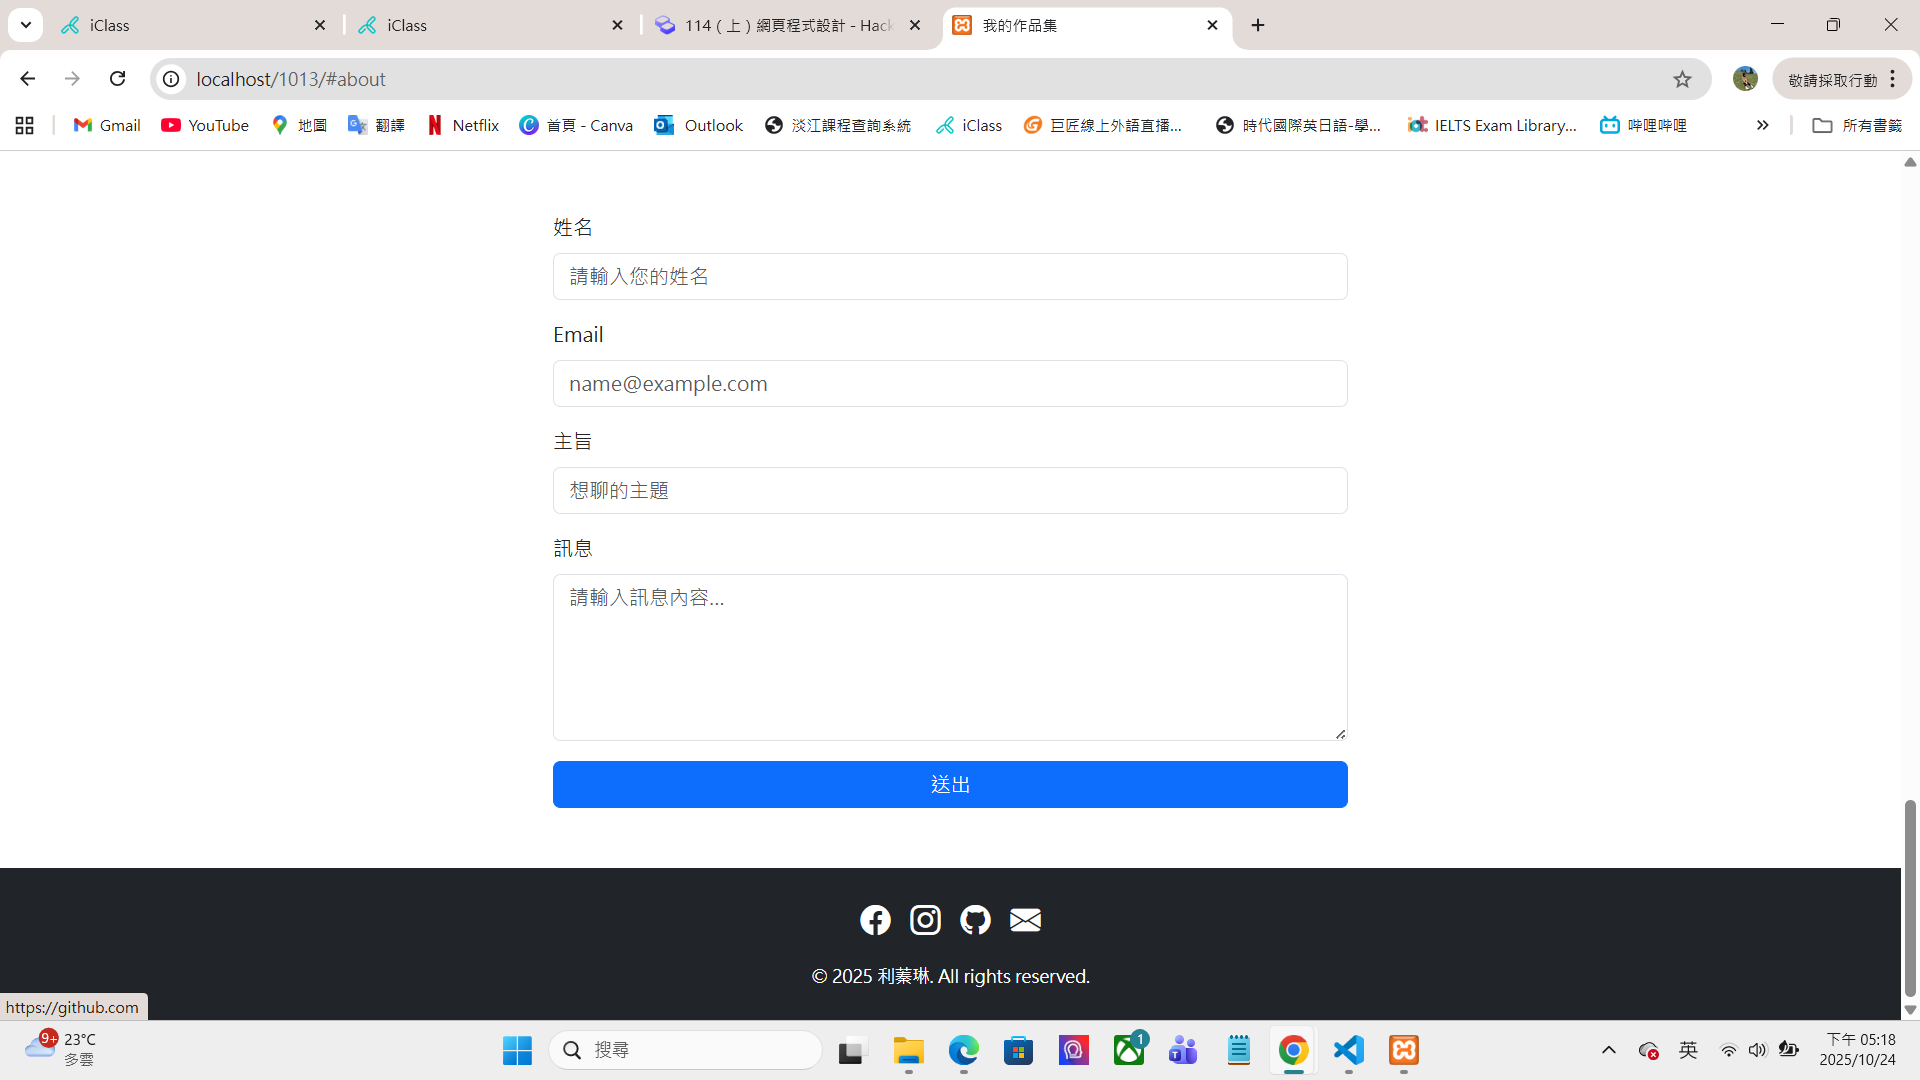 iClass
iClass
114（上）網頁程式設計 - Hack
我的作品集
localhost/1013/#about
敬請採取行動
Gmail
YouTube
地圖
翻譯
Netflix
首頁 - Canva
Outlook
淡江課程查詢系統
iClass
巨匠線上外語直播...
時代國際英日語-學...
IELTS Exam Library...
哔哩哔哩
所有書籤
姓名
請輸入您的姓名
Email
name@example.com
主旨
想聊的主題
訊息
請輸入訊息內容...
送出
© 2025 利蓁琳. All rights reserved.
https://github.com
9+
23°C
多雲
搜尋
1
英
下午 05:18
2025/10/24